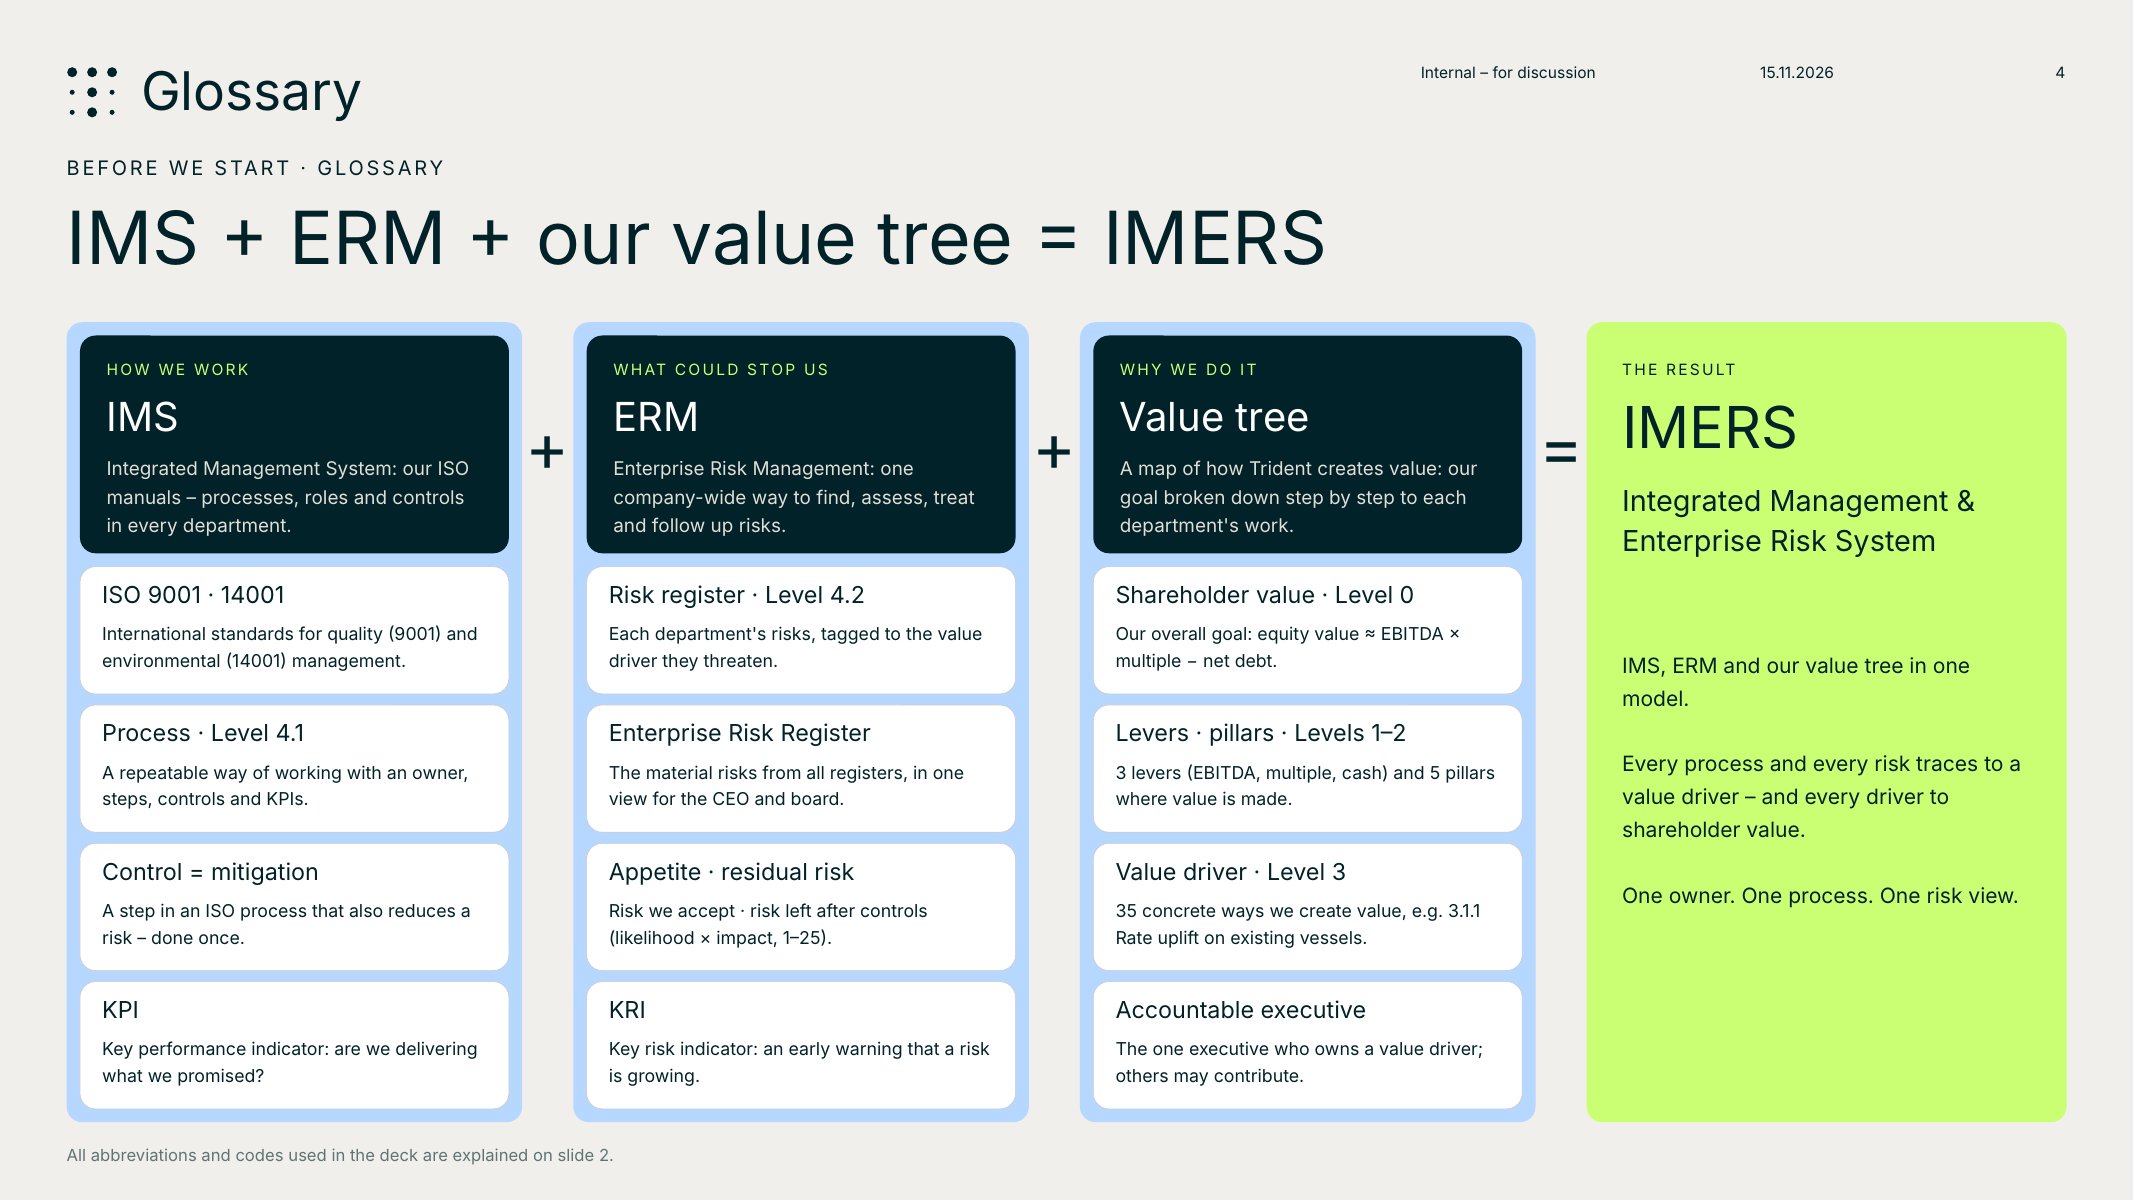 Glossary
Internal – for discussion
15.11.2026
4
BEFORE WE START · GLOSSARY
IMS + ERM + our value tree = IMERS
HOW WE WORK
IMS
Integrated Management System: our ISO
manuals – processes, roles and controls
in every department.
ISO 9001 · 14001
International standards for quality (9001) and
environmental (14001) management.
Process · Level 4.1
A repeatable way of working with an owner,
steps, controls and KPIs.
Control = mitigation
A step in an ISO process that also reduces a
risk – done once.
KPI
Key performance indicator: are we delivering
what we promised?
+
WHAT COULD STOP US
ERM
Enterprise Risk Management: one
company-wide way to find, assess, treat
and follow up risks.
Risk register · Level 4.2
Each department's risks, tagged to the value
driver they threaten.
Enterprise Risk Register
The material risks from all registers, in one
view for the CEO and board.
Appetite · residual risk
Risk we accept · risk left after controls
(likelihood × impact, 1–25).
KRI
Key risk indicator: an early warning that a risk
is growing.
+
WHY WE DO IT
Value tree
A map of how Trident creates value: our
goal broken down step by step to each
department's work.
Shareholder value · Level 0
Our overall goal: equity value ≈ EBITDA ×
multiple – net debt.
Levers · pillars · Levels 1–2
3 levers (EBITDA, multiple, cash) and 5 pillars
where value is made.
Value driver · Level 3
35 concrete ways we create value, e.g. 3.1.1
Rate uplift on existing vessels.
Accountable executive
The one executive who owns a value driver;
others may contribute.
=
THE RESULT
IMERS
Integrated Management &
Enterprise Risk System
IMS, ERM and our value tree in one
model.
Every process and every risk traces to a
value driver – and every driver to
shareholder value.
One owner. One process. One risk view.
All abbreviations and codes used in the deck are explained on slide 2.